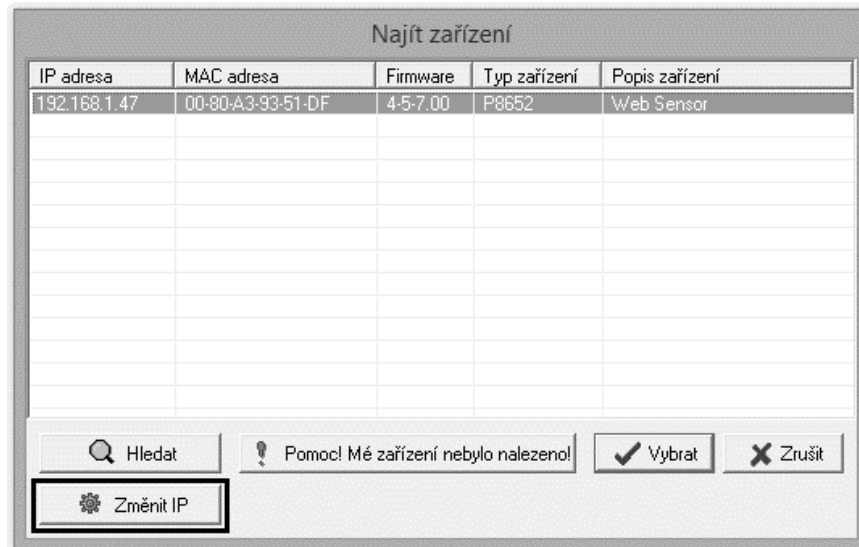 Najít zařízení
IP adresa MAC adresa Firmware Typ zařízení Popis zařízení
192.168.1.47 00-80-A3-93-51-DF 4-5-7.00 P8652 Web Sensor
Hledat Pomoc! Mé zařízení nebylo nalezeno! Vybrat Zrušit
Změnit IP